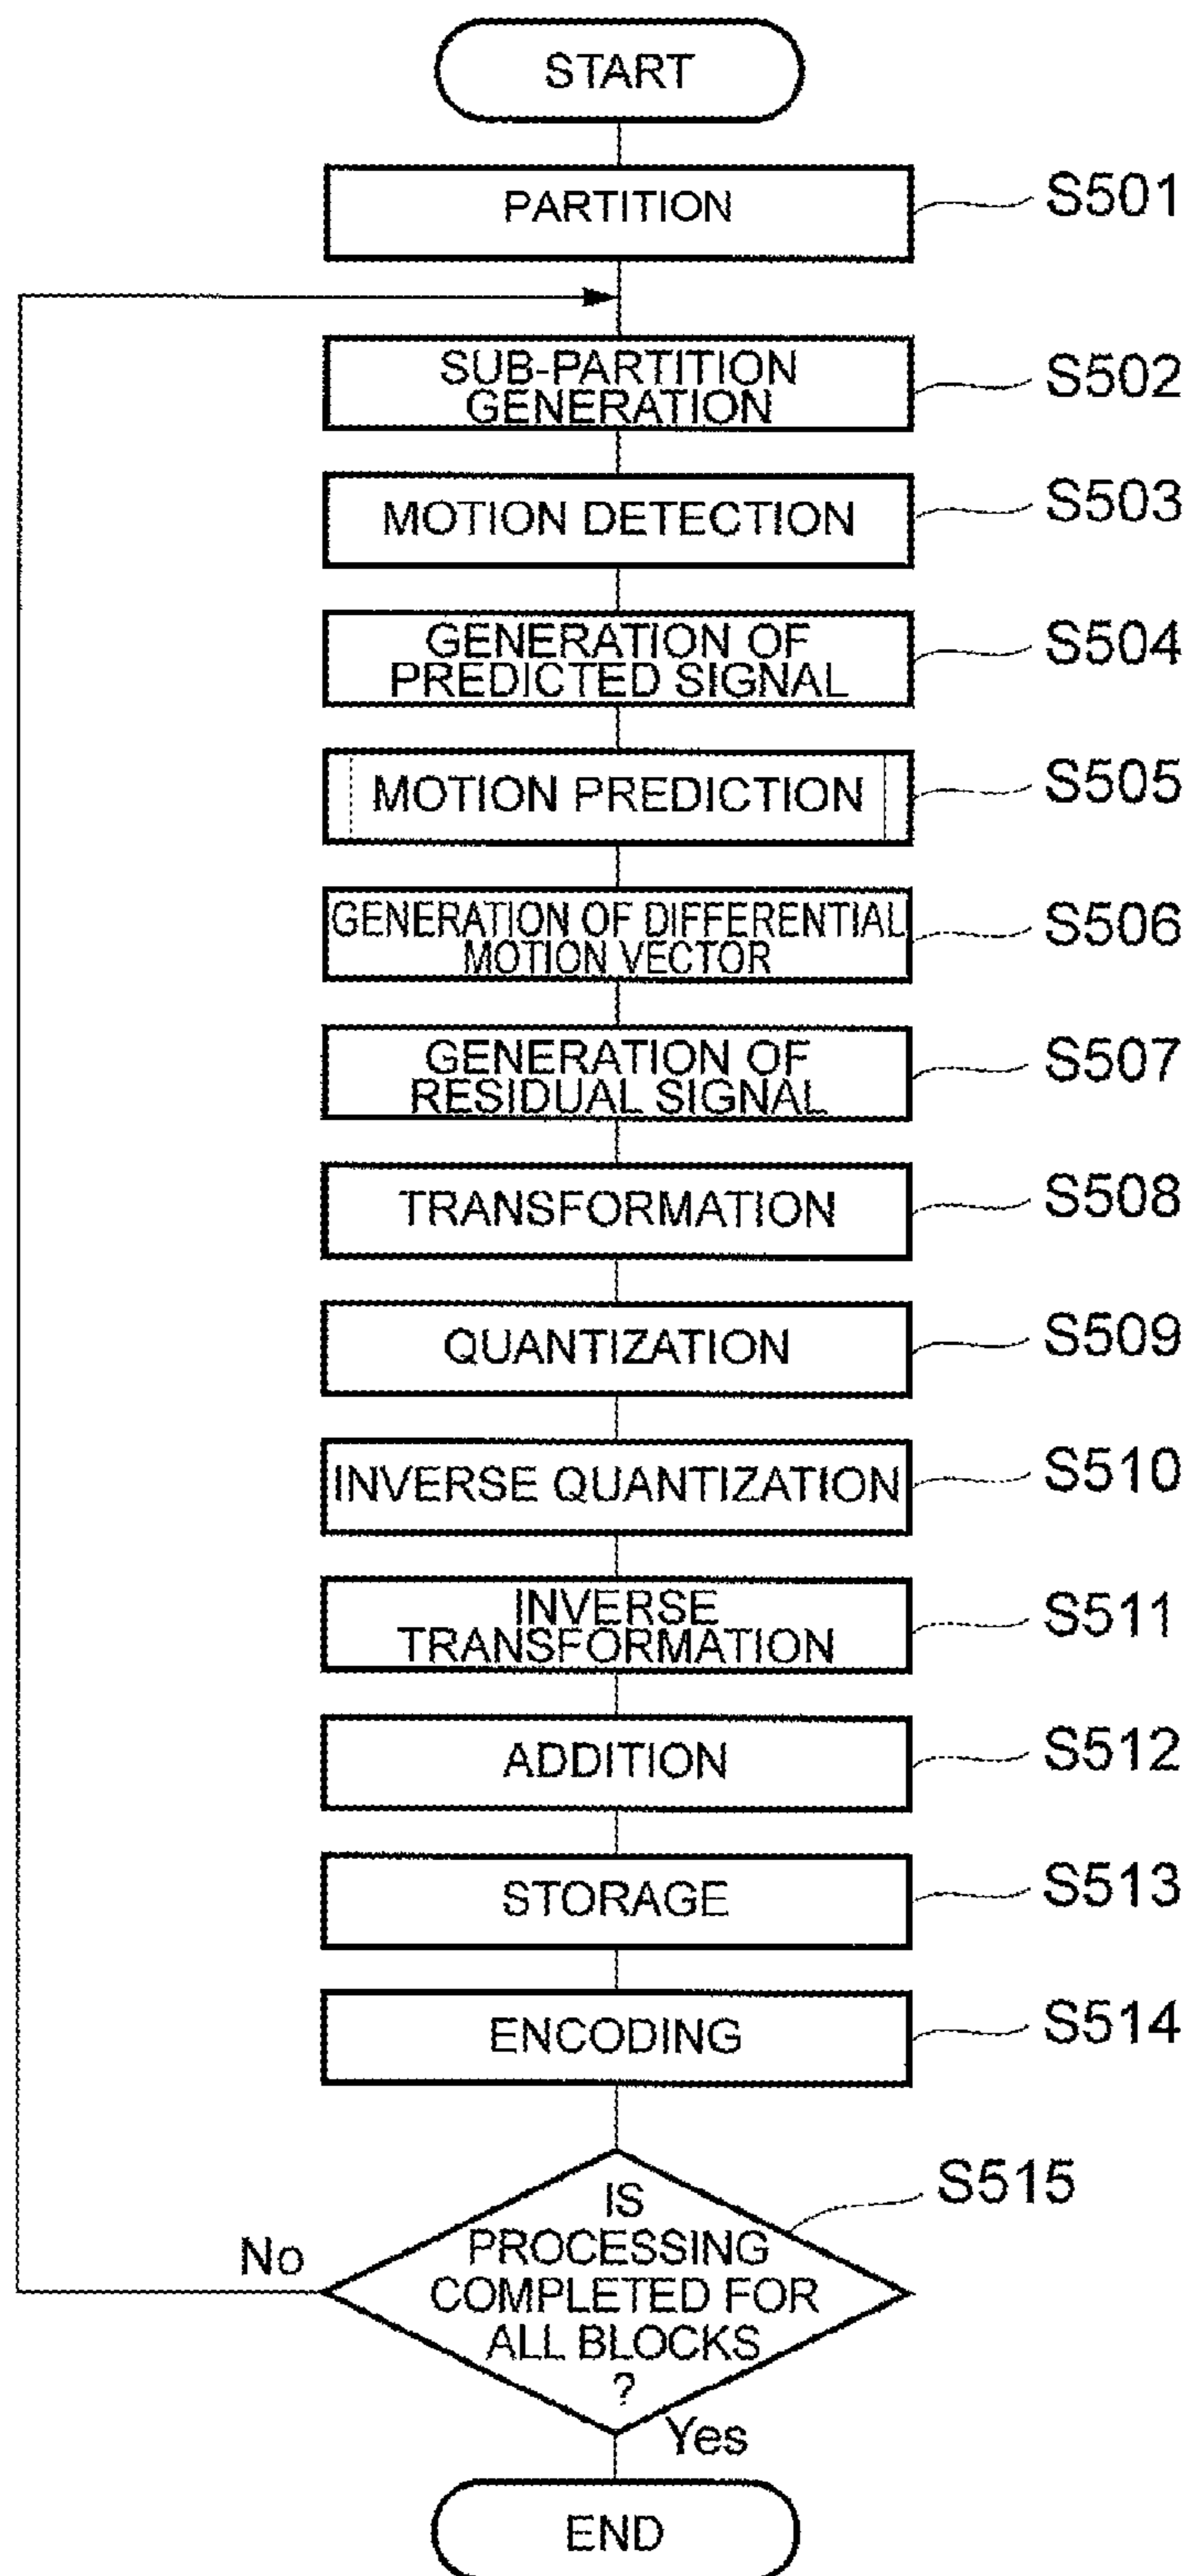 START
PARTITION
S501
SUB-PARTITION
GENERATION
S502
MOTION DETECTION
S503
GENERATION OF
PREDICTED SIGNAL
S504
MOTION PREDICTION
S505
GENERATION OF DIFFERENTIAL
MOTION VECTOR
S506
GENERATION OF
RESIDUAL SIGNAL
S507
TRANSFORMATION
S508
QUANTIZATION
S509
INVERSE QUANTIZATION
S510
INVERSE
TRANSFORMATION
S511
ADDITION
S512
STORAGE
S513
ENCODING
S514
IS
PROCESSING
COMPLETED FOR
ALL BLOCKS
?
S515
No
Yes
END